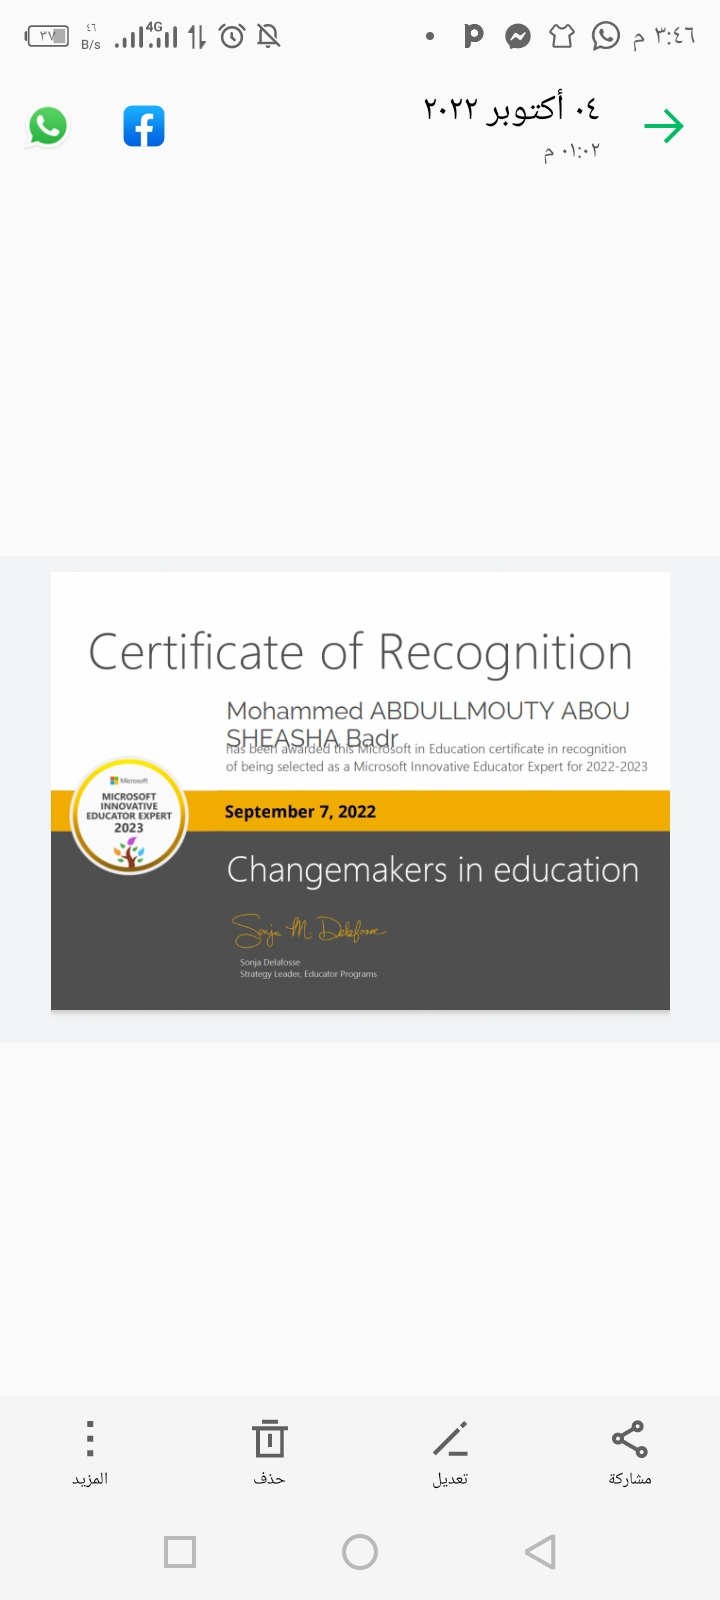 ٣٧ ٤٦ B/s 4G ٣:٤٦ م
٠٤ أكتوبر ٢٠٢٢
٠١:٠٢ م
Certificate of Recognition
Mohammed ABDULLMOUTY ABOU
SHEASHA Badr
has been awarded this Microsoft in Education certificate in recognition
of being selected as a Microsoft Innovative Educator Expert for 2022-2023
Microsoft
MICROSOFT
INNOVATIVE
EDUCATOR EXPERT
2023
September 7, 2022
Changemakers in education
Sonja M. Delafosse
Sonja Delafosse
Strategy Leader, Educator Programs
مشاركة
تعديل
حذف
المزيد